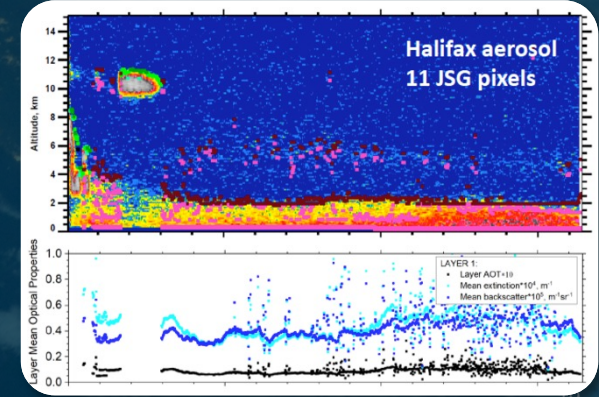 Halifax aerosol
11 JSG pixels
Altitude, km
14
12
10
8
6
4
2
0
Layer Mean Optical Properties
1.0
0.8
0.6
0.4
0.2
0.0
LAYER 1:
Layer AOT*10
Mean extinction*10⁴, m⁻¹
Mean backscatter*10⁵, m⁻¹sr⁻¹